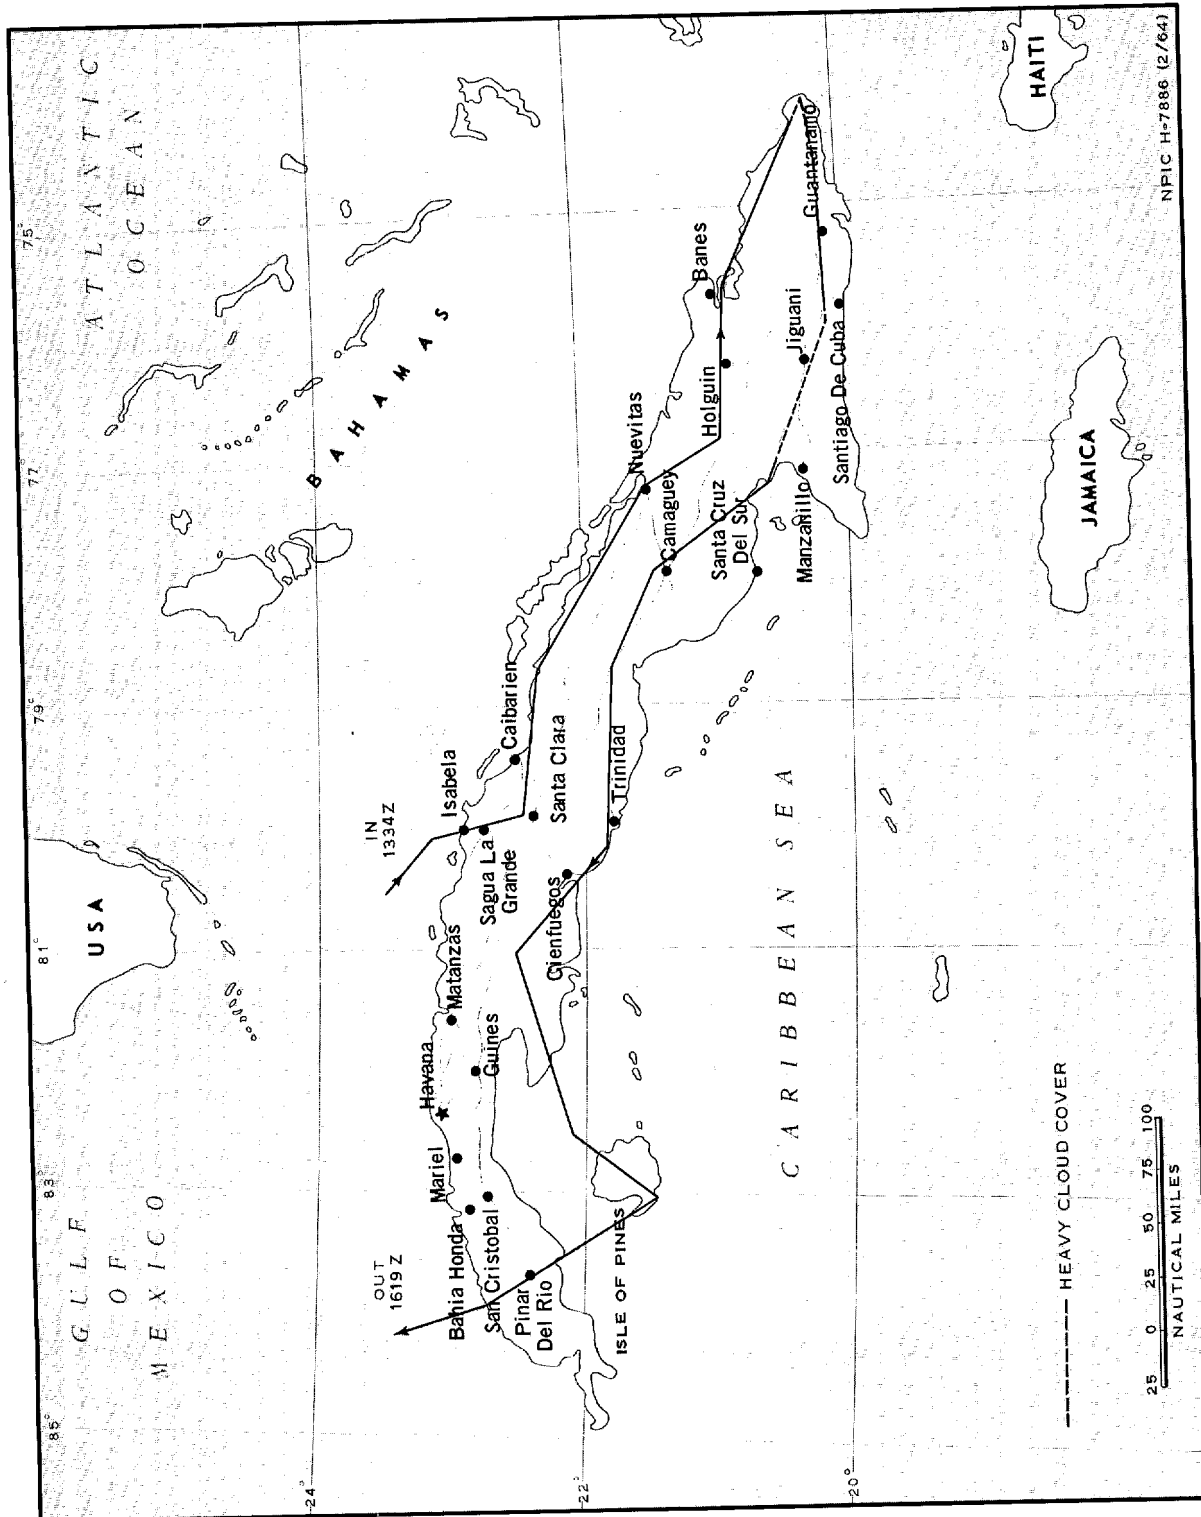 ATLANTIC
OCEAN
GULF
OF
MEXICO
USA
BAHAMAS
85°
83°
81°
79°
77°
75°
24°
22°
20°
IN
1334Z
OUT
1619 Z
Isabela
Sagua La
Grande
Caibarien
Santa Clara
Havana
Matanzas
Guines
Mariel
Bahia Honda
San Cristobal
Pinar
Del Rio
ISLE OF PINES
Cienfuegos
Trinidad
Nuevitas
Camaguey
Santa Cruz
Del Sur
Holguin
Banes
Jiguani
Manzanillo
Santiago De Cuba
Guantanamo
CARIBBEAN SEA
JAMAICA
HAITI
HEAVY CLOUD COVER
25 0 25 50 75 100
NAUTICAL MILES
NPIC H-7886 (2/64)